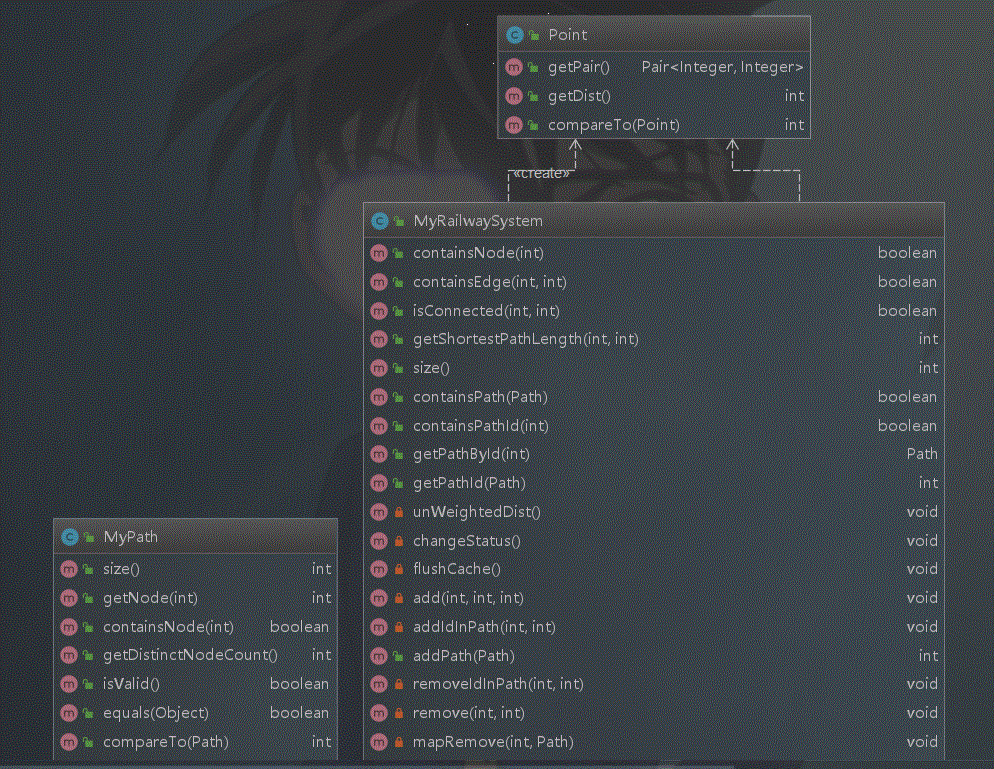 Point
getPair() Pair<Integer, Integer>
getDist() int
compareTo(Point) int
«create»
MyRailwaySystem
containsNode(int) boolean
containsEdge(int, int) boolean
isConnected(int, int) boolean
getShortestPathLength(int, int) int
size() int
containsPath(Path) boolean
containsPathId(int) boolean
getPathById(int) Path
getPathId(Path) int
unWeightedDist() void
changeStatus() void
flushCache() void
add(int, int, int) void
addIdInPath(int, int) void
addPath(Path) int
removeIdInPath(int, int) void
remove(int, int) void
mapRemove(int, Path) void
MyPath
size() int
getNode(int) int
containsNode(int) boolean
getDistinctNodeCount() int
isValid() boolean
equals(Object) boolean
compareTo(Path) int